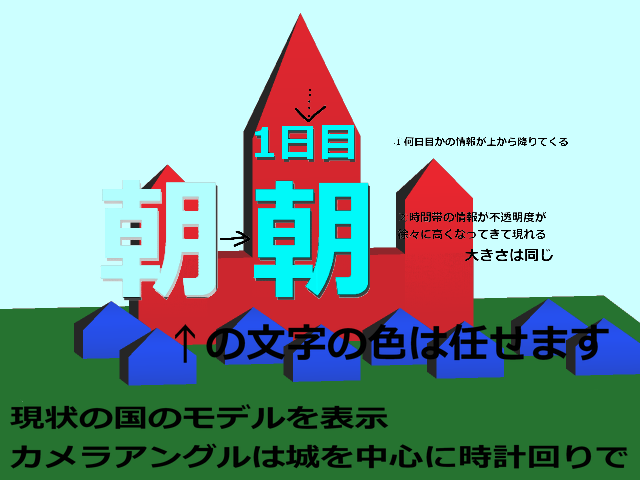 1日目
1 何日目かの情報が上から降りてくる
朝 朝
2 時間帯の情報が不透明度が
徐々に高くなってきて現れる
大きさは同じ
↑の文字の色は任せます
現状の国のモデルを表示
カメラアングルは城を中心に時計回りで